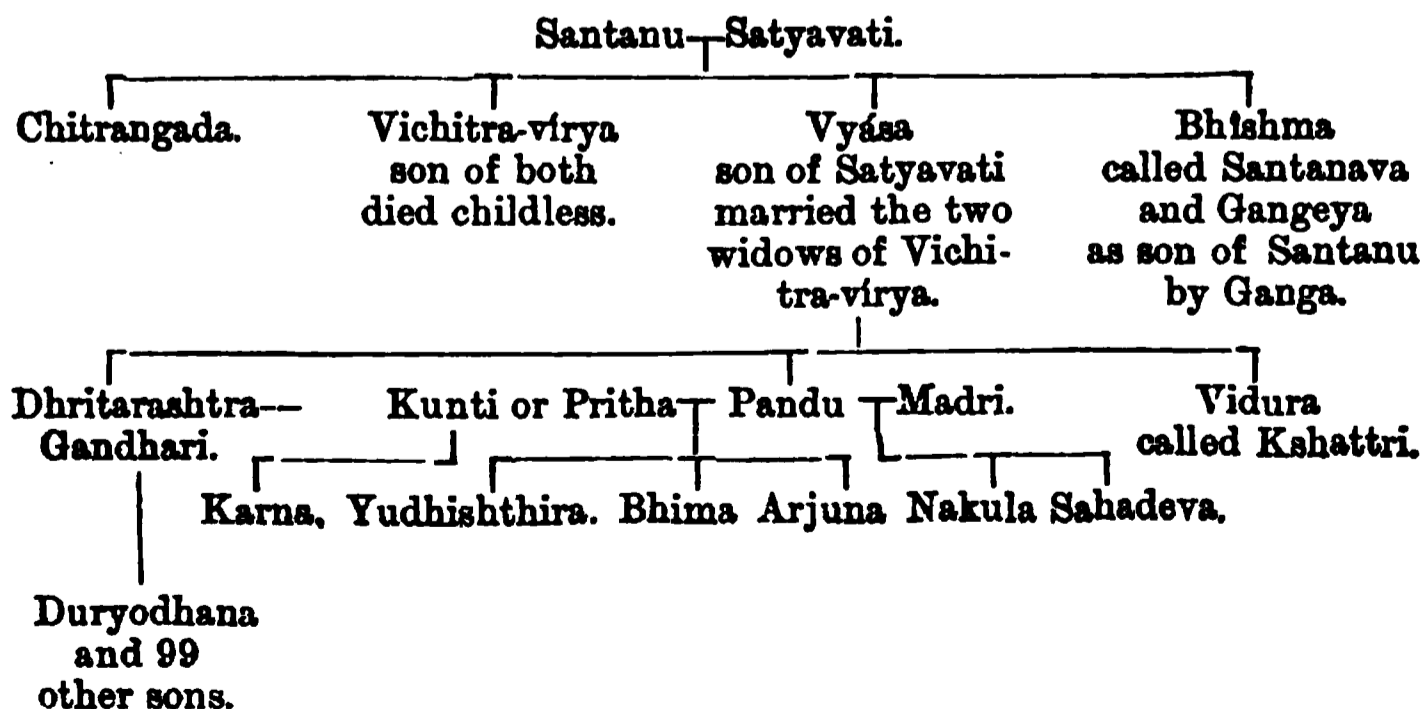 Santanu Satyavati.
Chitrangada. Vichitra-vírya Vyása Bhishma
son of both son of Satyavati called Santanava
died childless. married the two and Gangeya
widows of Vichi- as son of Santanu
tra-vírya. by Ganga.
Dhritarashtra— Kunti or Pritha Pandu Madri. Vidura
Gandhari. called Kshattri.
Karna. Yudhishthira. Bhima Arjuna Nakula Sahadeva.
Duryodhana
and 99
other sons.